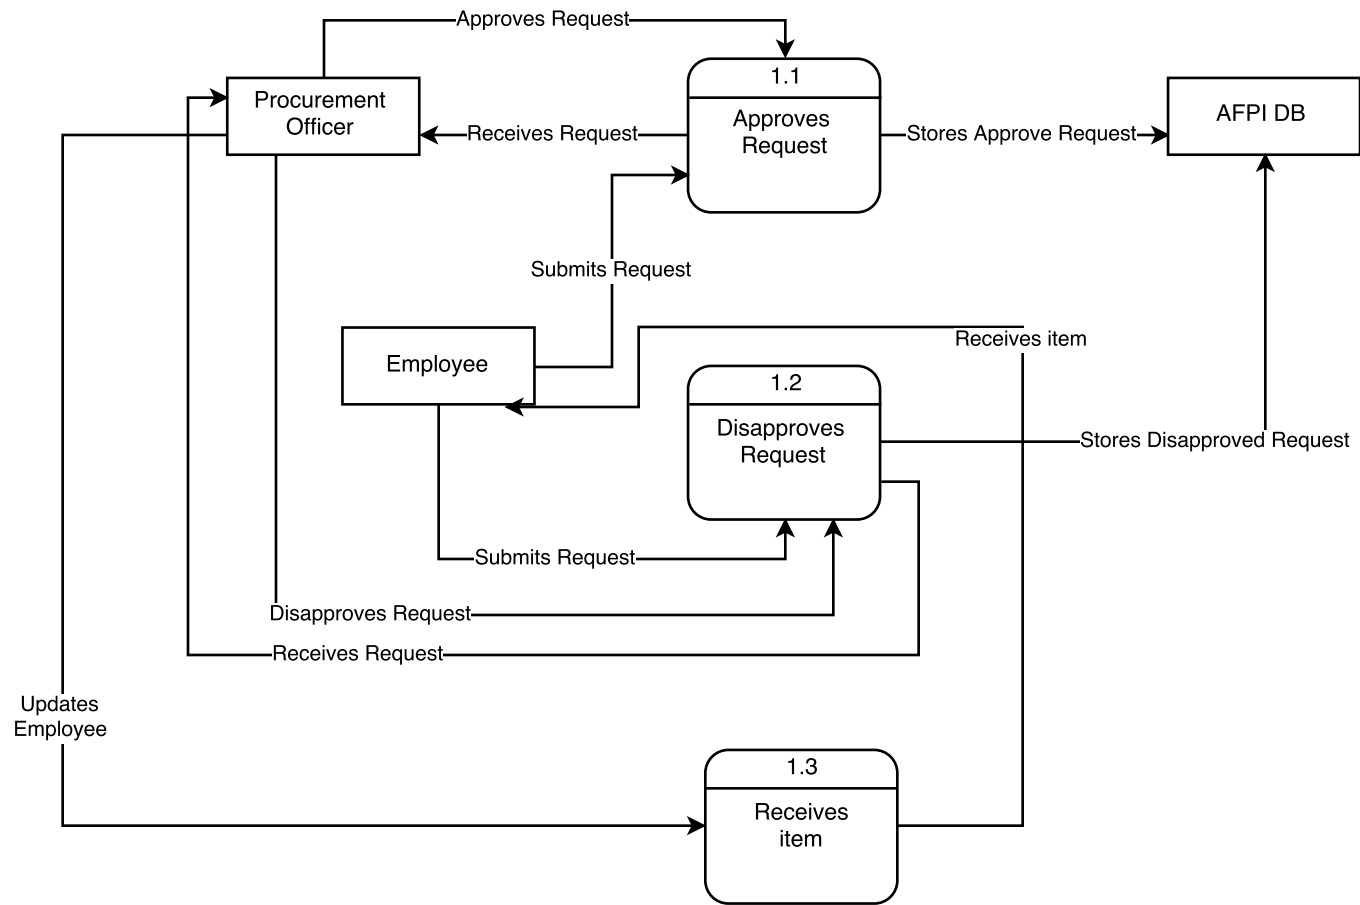 Approves Request
1.1
Procurement
Officer
Receives Request
Approves
Request
Stores Approve Request
AFPI DB
Submits Request
Employee
Receives item
1.2
Disapproves
Request
Stores Disapproved Request
Submits Request
Disapproves Request
Receives Request
Updates
Employee
1.3
Receives
item